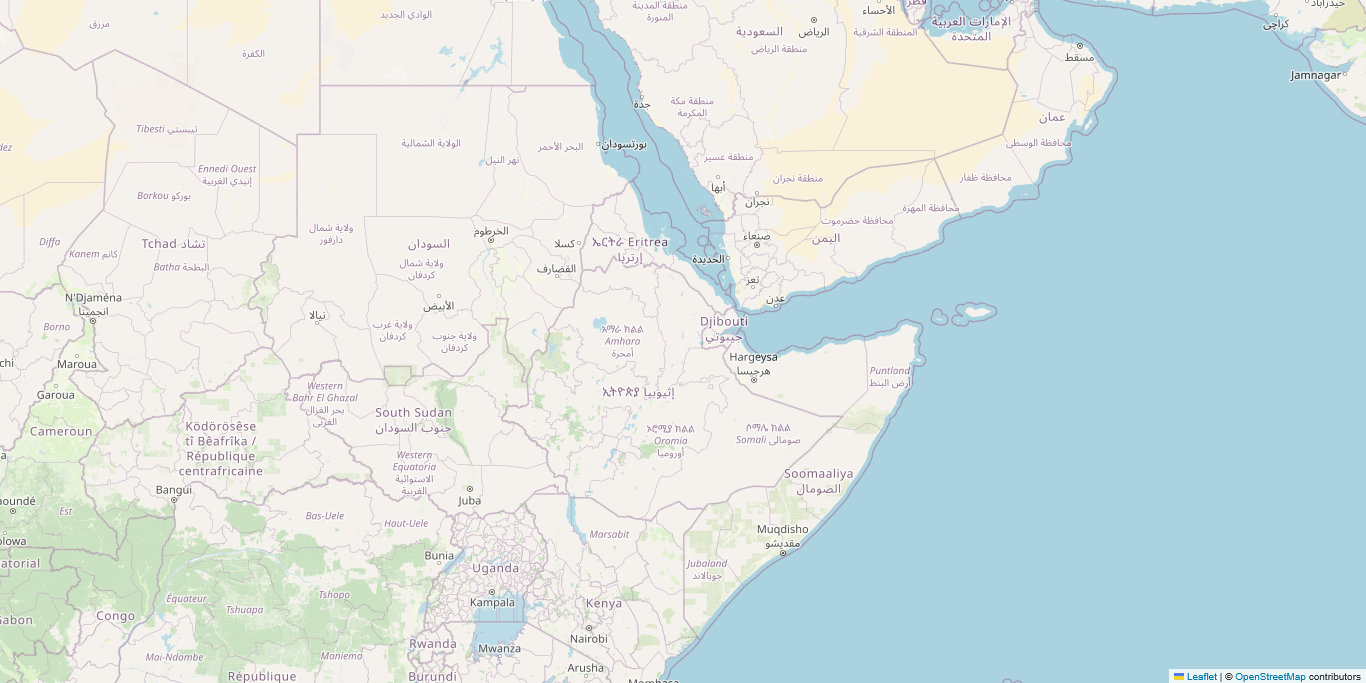 منطقة المدينة
المنورة
الوادي الجديد
مرزق
الكفرة
السعودية
الرياض
منطقة الرياض
الأحساء
قطر
المنطقة الشرقية
الإمارات العربية
المتحدة
مسقط
کراچی
حیدرآباد
Jamnagar
جدة
منطقة مكة
المكرمة
عمان
محافظة الوسطى
Tibesti تيبستي
Ennedi Ouest
إنيدي الغربية
Borkou بوركو
الولاية الشمالية
نهر النيل
البحر الأحمر
بورتسودان
منطقة عسير
أبها
منطقة نجران
نجران
محافظة ظفار
محافظة المهرة
محافظة حضرموت
اليمن
صنعاء
الحديدة
تعز
عدن
Diffa
Kanem كانم
Tchad تشاد
Batha البطحة
ولاية شمال
دارفور
السودان
الخرطوم
كسلا
القضارف
ኤርትራ Eritrea
إرتريا
ولاية شمال
كردفان
الأبيض
نيالا
ولاية غرب
كردفان
ولاية جنوب
كردفان
N'Djaména
انجمينا
Borno
Maroua
Garoua
Cameroun
አማራ ክልል
Amhara
أمحرة
Djibouti
جيبوتي
Hargeysa
هرجيسا
Puntland
أرض البنط
ኢትዮጵያ إثيوبيا
ኦሮሚያ ክልል
Oromia
أوروميا
ሶማሌ ክልል
Somali صومالى
Western
Bahr El Ghazal
بحر الغزال
الغربي
South Sudan
جنوب السودان
Western
Equatoria
الاستوائية
الغربية
Juba
Ködörösêse
tî Bêafrîka /
République
centrafricaine
Bangui
Soomaaliya
الصومال
Muqdisho
مقديشو
Jubaland
جوبالاند
Marsabit
Bas-Uele
Haut-Uele
Bunia
Uganda
Kampala
Kenya
Nairobi
Est
Équateur
Tshuapa
Tshopo
Congo
Mai-Ndombe
Maniema
République
Rwanda
Burundi
Mwanza
Arusha
Leaflet | © OpenStreetMap contributors